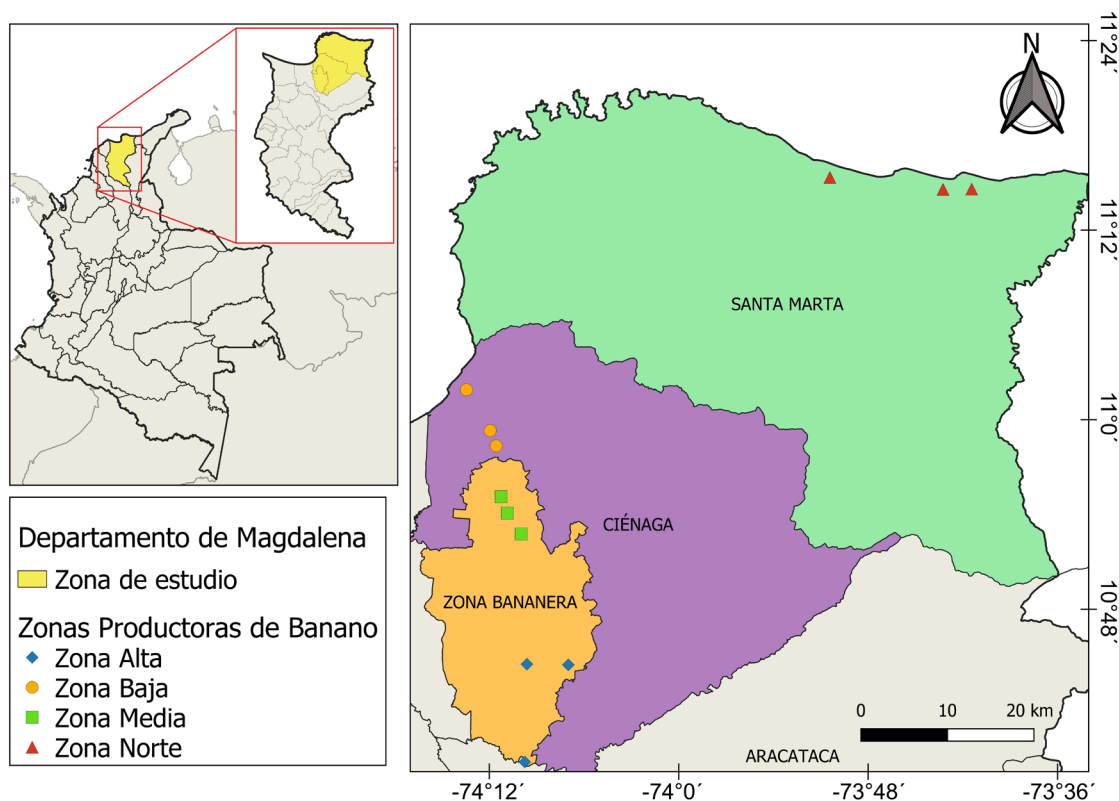 Departamento de Magdalena
Zona de estudio
Zonas Productoras de Banano
Zona Alta
Zona Baja
Zona Media
Zona Norte
N
SANTA MARTA
CIÉNAGA
ZONA BANANERA
ARACATACA
0 10 20 km
11°24´
11°12´
11°0´
10°48´
-74°12´ -74°0´ -73°48´ -73°36´